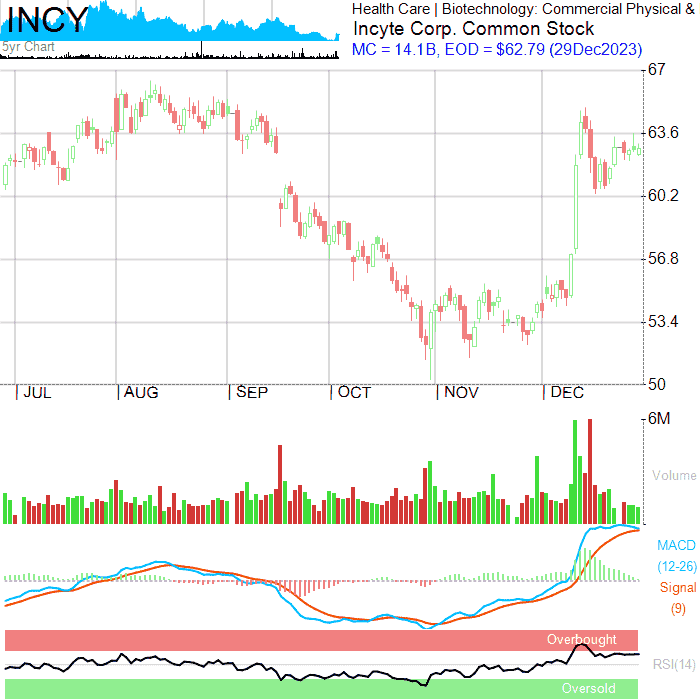 INCY
5yr Chart
Health Care | Biotechnology: Commercial Physical &
Incyte Corp. Common Stock
MC = 14.1B, EOD = $62.79 (29Dec2023)
67
63.6
60.2
56.8
53.4
50
JUL AUG SEP OCT NOV DEC
6M
Volume
MACD
(12-26)
Signal
(9)
Overbought
RSI(14)
Oversold